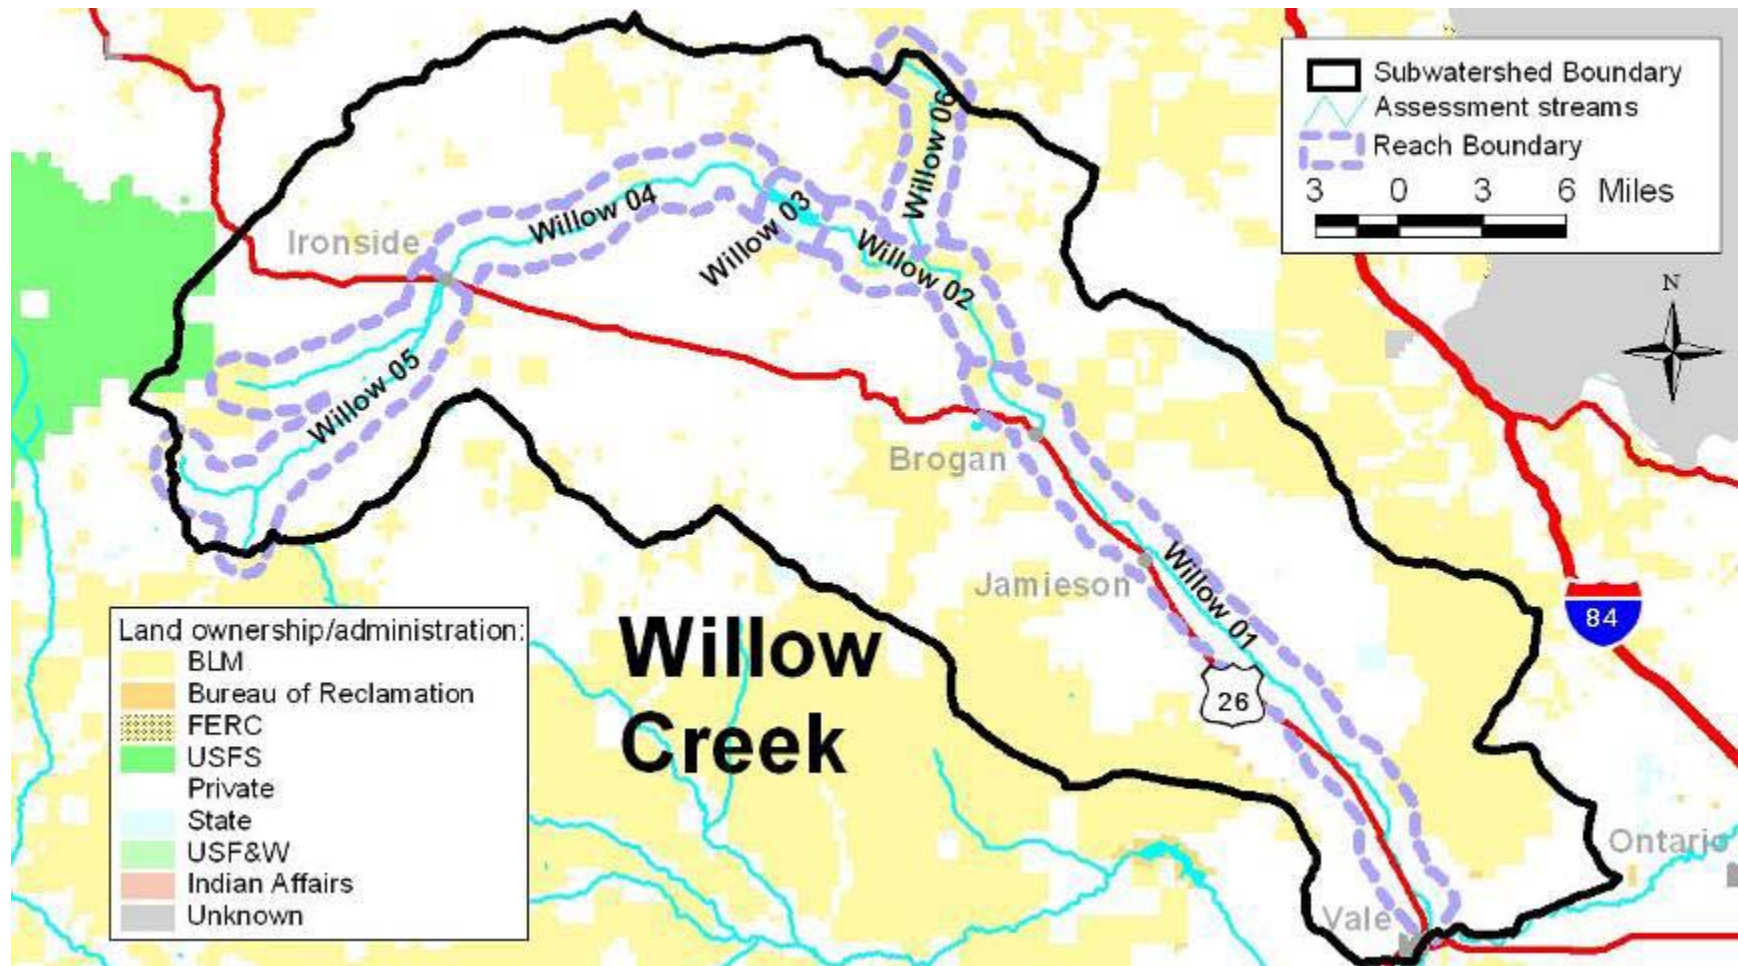 Subwatershed Boundary
Assessment streams
Reach Boundary
3 0 3 6 Miles
N
Willow 06
Willow 04
Willow 03
Ironside
Willow 02
Willow 05
Brogan
Jamieson
Willow 01
84
26
Willow
Creek
Land ownership/administration:
BLM
Bureau of Reclamation
FERC
USFS
Private
State
USF&W
Indian Affairs
Unknown
Ontario
Vale